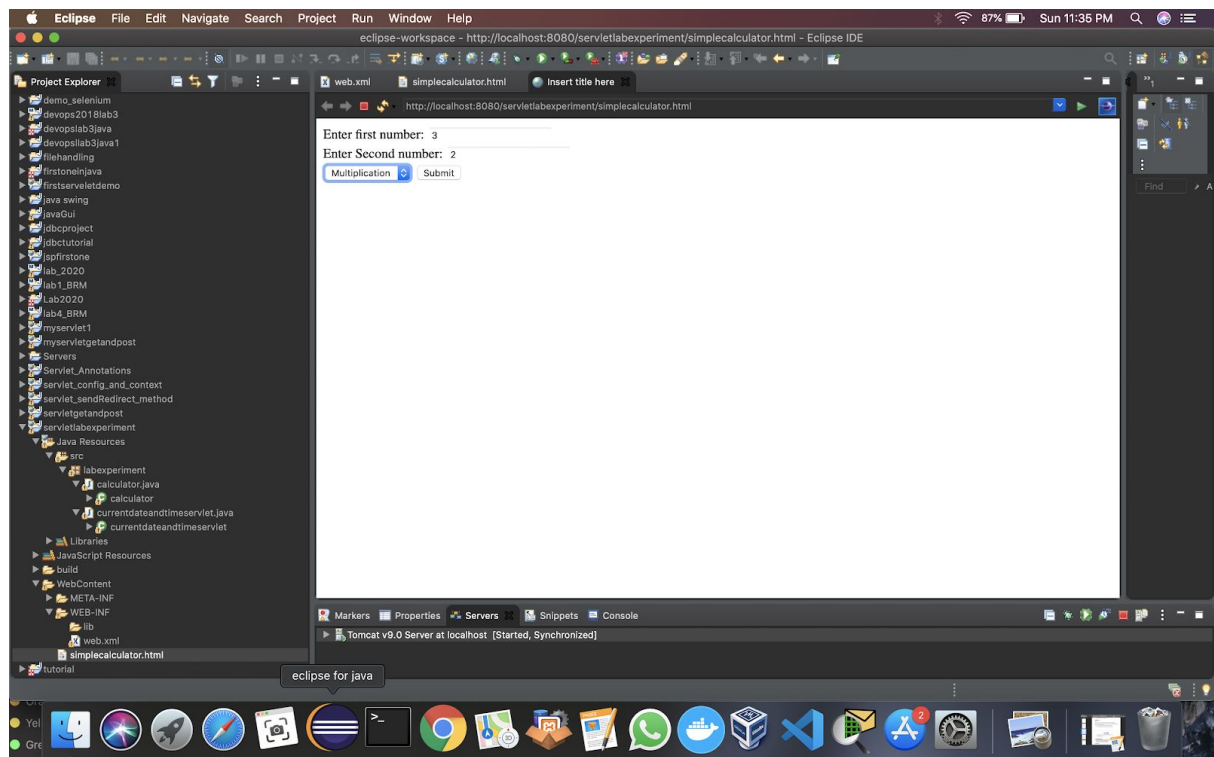 Eclipse File Edit Navigate Search Project Run Window Help 87% Sun 11:35 PM
eclipse-workspace - http://localhost:8080/servletlabexperiment/simplecalculator.html - Eclipse IDE
Project Explorer
web.xml simplecalculator.html Insert title here
http://localhost:8080/servletlabexperiment/simplecalculator.html
demo_selenium
devops2018lab3
devopslab3java
devopsllab3java1
filehandling
firstoneinjava
firstserveletdemo
java swing
javaGui
jdbcproject
jdbctutorial
jspfirstone
lab_2020
lab1_BRM
Lab2020
lab4_BRM
myservlet1
myservletgetandpost
Servers
Servlet_Annotations
servlet_config_and_context
servlet_sendRedirect_method
servletgetandpost
servletlabexperiment
Java Resources
src
labexperiment
calculator.java
calculator
currentdateandtimeservlet.java
currentdateandtimeservlet
Libraries
JavaScript Resources
build
WebContent
META-INF
WEB-INF
lib
web.xml
simplecalculator.html
tutorial
Enter first number: 3
Enter Second number: 2
Multiplication Submit
Find A
Markers Properties Servers Snippets Console
Tomcat v9.0 Server at localhost [Started, Synchronized]
eclipse for java
Yel
Gre
2